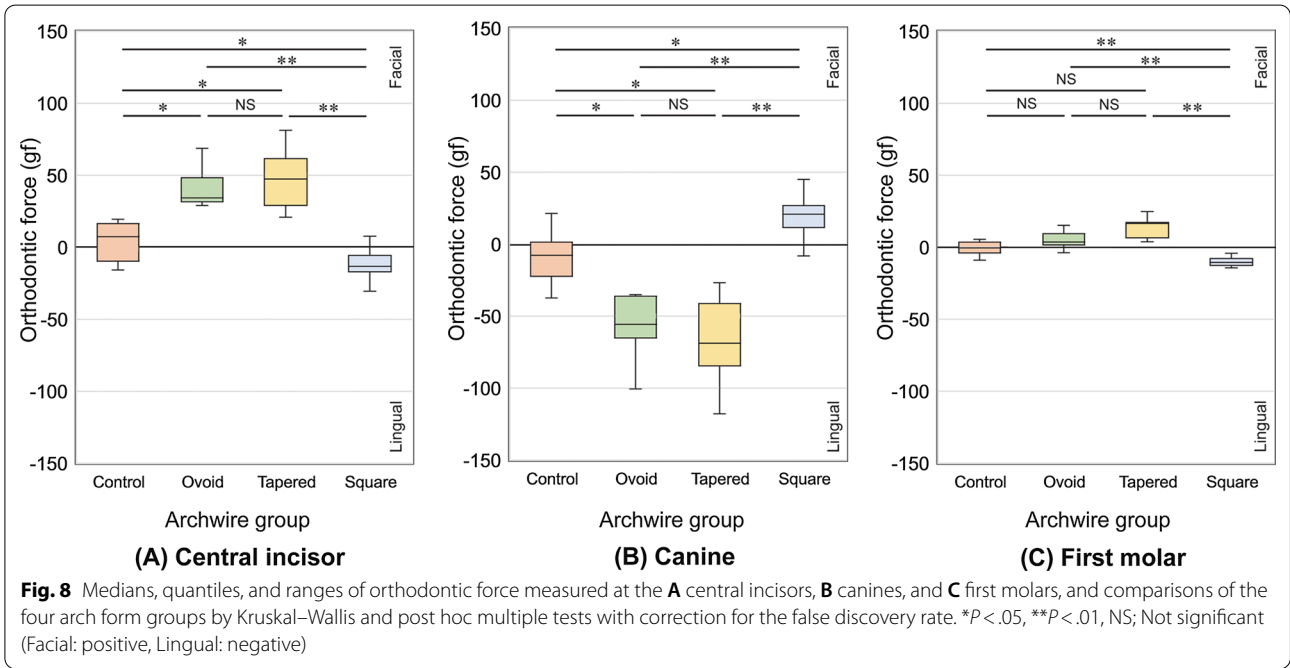 150
100
50
0
-50
-100
-150
Orthodontic force (gf)
*
**
*
*
NS
**
Facial
Lingual
Control
Ovoid
Tapered
Square
Archwire group
(A) Central incisor
150
100
50
0
-50
-100
-150
Orthodontic force (gf)
*
**
*
*
NS
**
Facial
Lingual
Control
Ovoid
Tapered
Square
Archwire group
(B) Canine
150
100
50
0
-50
-100
-150
Orthodontic force (gf)
**
**
NS
NS
NS
**
Facial
Lingual
Control
Ovoid
Tapered
Square
Archwire group
(C) First molar
Fig. 8 Medians, quantiles, and ranges of orthodontic force measured at the A central incisors, B canines, and C first molars, and comparisons of the
four arch form groups by Kruskal–Wallis and post hoc multiple tests with correction for the false discovery rate. *P < .05, **P < .01, NS; Not significant
(Facial: positive, Lingual: negative)